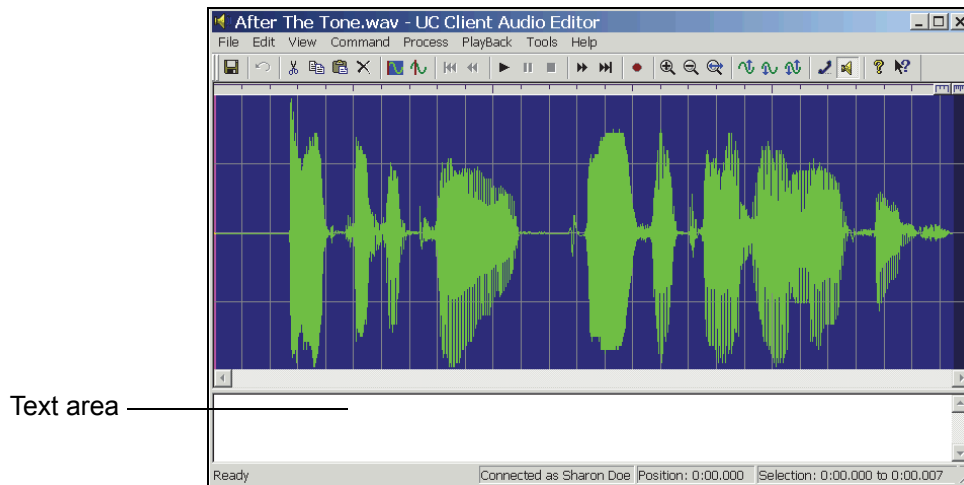 After The Tone.wav - UC Client Audio Editor
File Edit View Command Process PlayBack Tools Help
Text area
Ready Connected as Sharon Doe Position: 0:00.000 Selection: 0:00.000 to 0:00.007